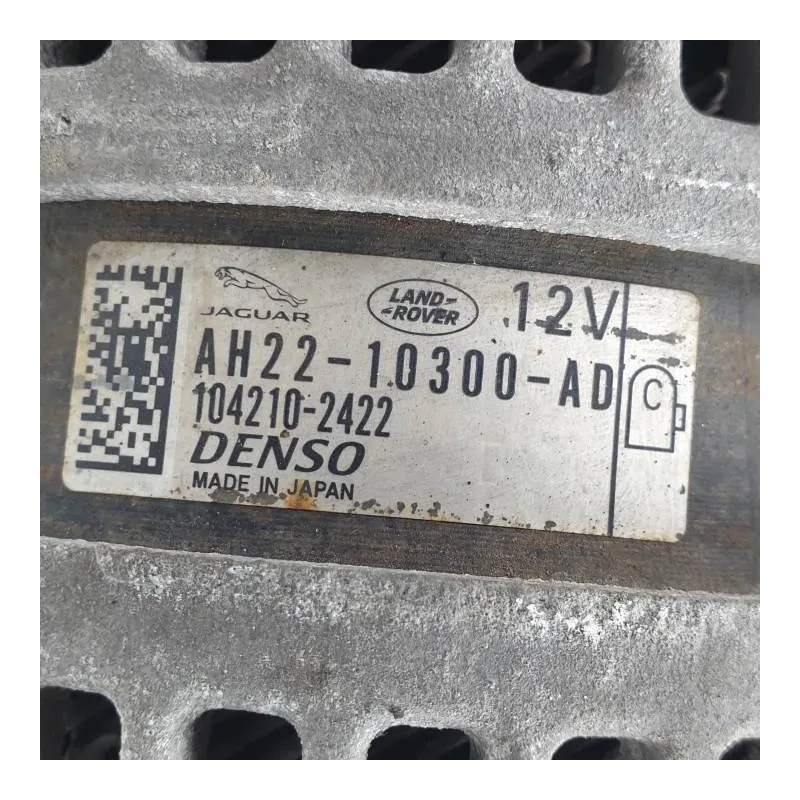 JAGUAR
LAND-
-ROVER
12V
AH22-10300-AD
C
104210-2422
DENSO
MADE IN JAPAN